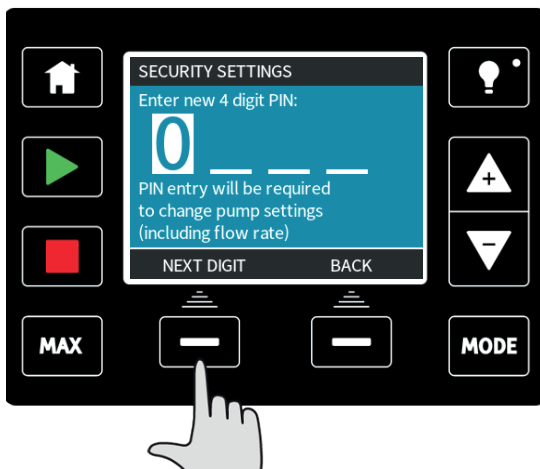 SECURITY SETTINGS
Enter new 4 digit PIN:
0 _ _ _
PIN entry will be required
to change pump settings
(including flow rate)
NEXT DIGIT BACK
+
-
MAX
MODE